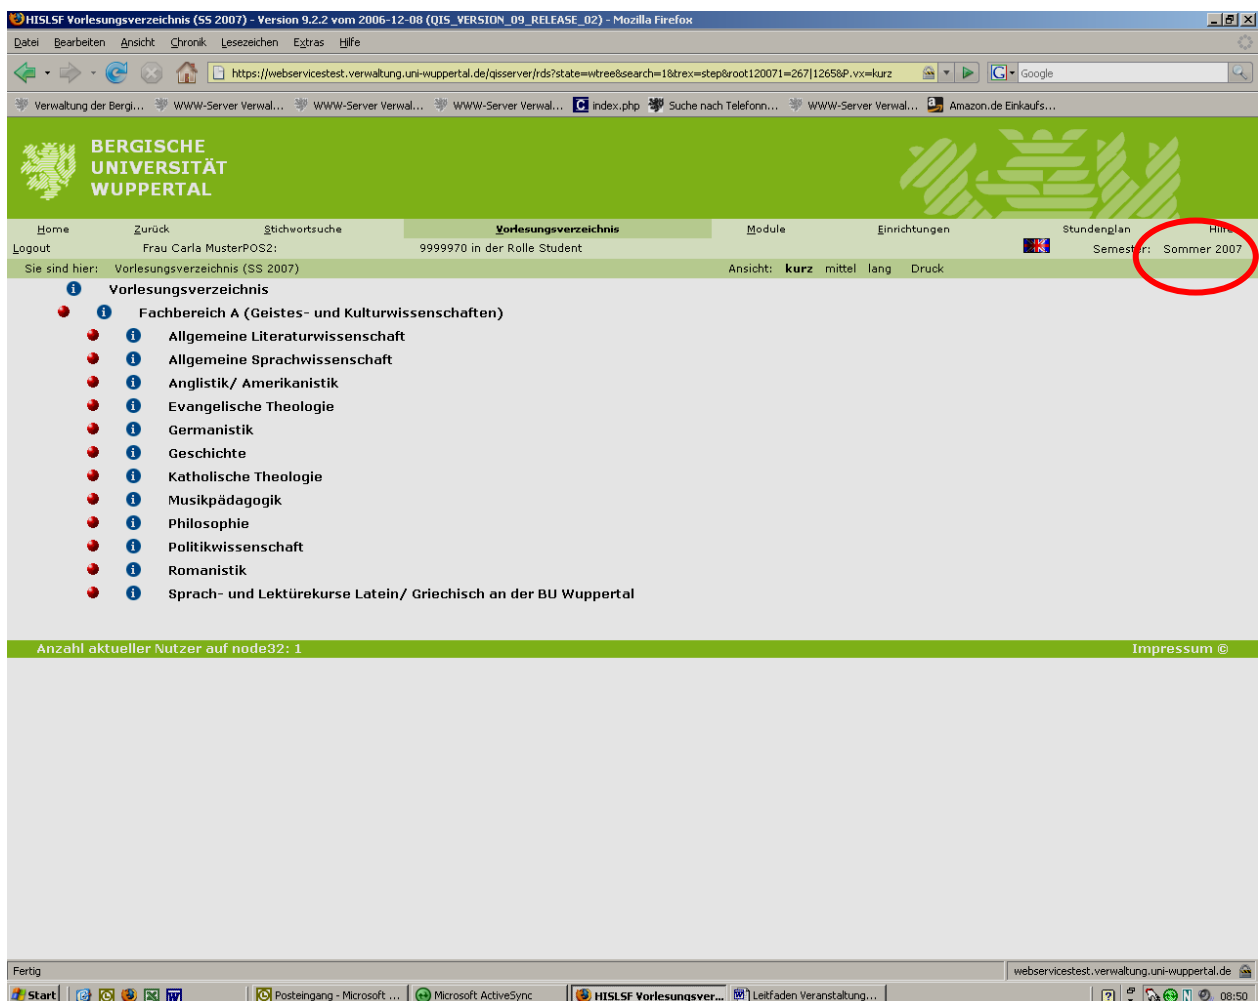 HISLSF Vorlesungsverzeichnis (SS 2007) - Version 9.2.2 vom 2006-12-08 (QIS_VERSION_09_RELEASE_02) - Mozilla Firefox
Datei Bearbeiten Ansicht Chronik Lesezeichen Extras Hilfe
https://webservicestest.verwaltung.uni-wuppertal.de/qisserver/rds?state=wtree&search=1&trex=step&root120071=267|12658&P.vx=kurz Google
Verwaltung der Bergi... WWW-Server Verwal... WWW-Server Verwal... WWW-Server Verwal... index.php Suche nach Telefonn... WWW-Server Verwal... Amazon.de Einkaufs...
BERGISCHE
UNIVERSITÄT
WUPPERTAL
Home Zurück Stichwortsuche Vorlesungsverzeichnis Module Einrichtungen Stundenplan Hilfe
Logout Frau Carla MusterPOS2: 9999970 in der Rolle Student Semester: Sommer 2007
Sie sind hier: Vorlesungsverzeichnis (SS 2007) Ansicht: kurz mittel lang Druck
Vorlesungsverzeichnis
Fachbereich A (Geistes- und Kulturwissenschaften)
Allgemeine Literaturwissenschaft
Allgemeine Sprachwissenschaft
Anglistik/ Amerikanistik
Evangelische Theologie
Germanistik
Geschichte
Katholische Theologie
Musikpädagogik
Philosophie
Politikwissenschaft
Romanistik
Sprach- und Lektürekurse Latein/ Griechisch an der BU Wuppertal
Anzahl aktueller Nutzer auf node32: 1 Impressum ©
Fertig webservicestest.verwaltung.uni-wuppertal.de
Start Posteingang - Microsoft ... Microsoft ActiveSync HISLSF Vorlesungsver... Leitfaden Veranstaltung... 08:50